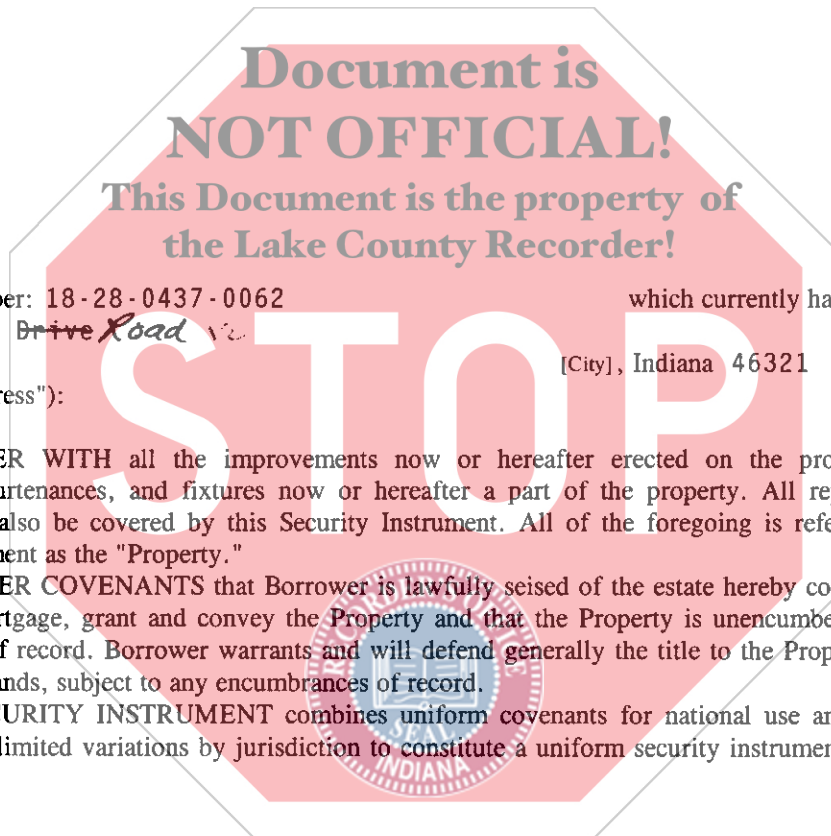 Document is
NOT OFFICIAL!
This Document is the property of
the Lake County Recorder!
ber: 18-28-0437-0062 which currently ha
Drive Road
[City], Indiana 46321
ress"):
STOP
ER WITH all the improvements now or hereafter erected on the pro
urtenances, and fixtures now or hereafter a part of the property. All re
also be covered by this Security Instrument. All of the foregoing is refe
nent as the "Property."
ER COVENANTS that Borrower is lawfully seised of the estate hereby co
rtgage, grant and convey the Property and that the Property is unencumbe
f record. Borrower warrants and will defend generally the title to the Prop
nds, subject to any encumbrances of record.
CURITY INSTRUMENT combines uniform covenants for national use an
limited variations by jurisdiction to constitute a uniform security instrumen
RECORDER'S OFFICE
SEAL
INDIANA